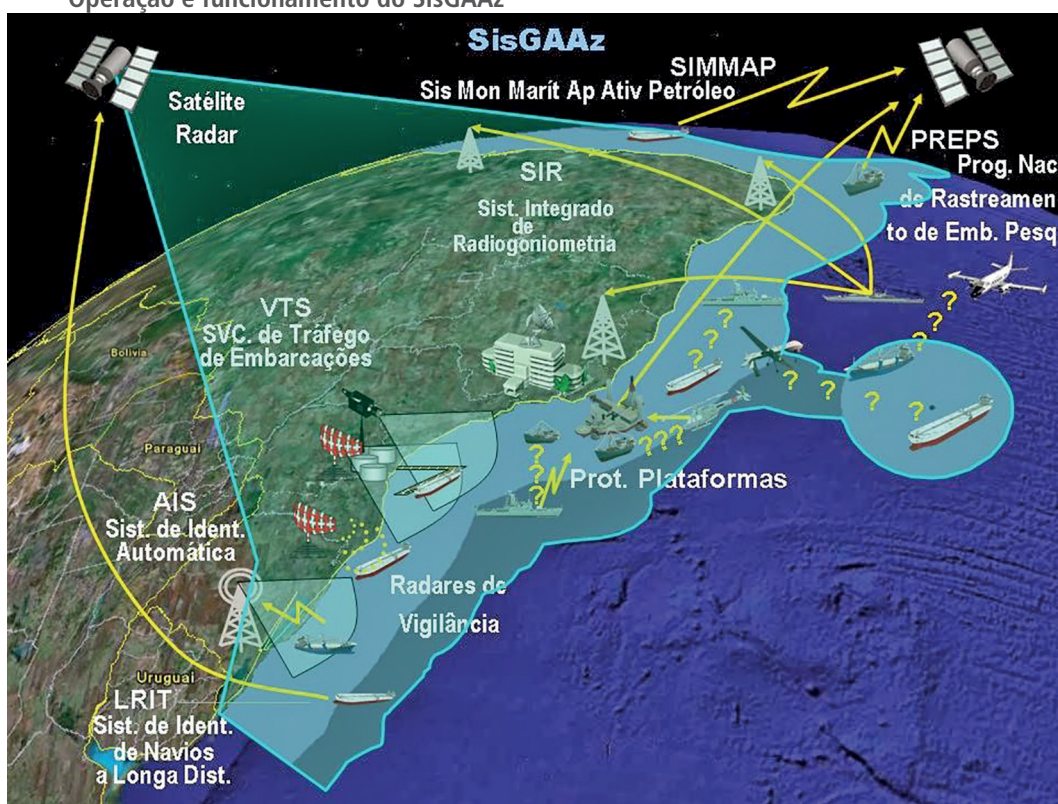 Operação e funcionamento do SisGAAz
SisGAAz
SIMMAP
Sis Mon Marít Ap Ativ Petróleo
Satélite
Radar
PREPS
Prog. Nac
de Rastreamen
to de Emb. Pesq
SIR
Sist. Integrado
de
Radiogoniometria
VTS
SVC. de Tráfego
de Embarcações
Bolívia
? ? ? ?
? ? ?
? ? ? ?
Paraguai
? ? ?
? ? ?
Prot. Plataformas
AIS
Sist. de Ident.
Automática
Radares de
Vigilância
Uruguai
LRIT
Sist. de Ident.
de Navios
a Longa Dist.